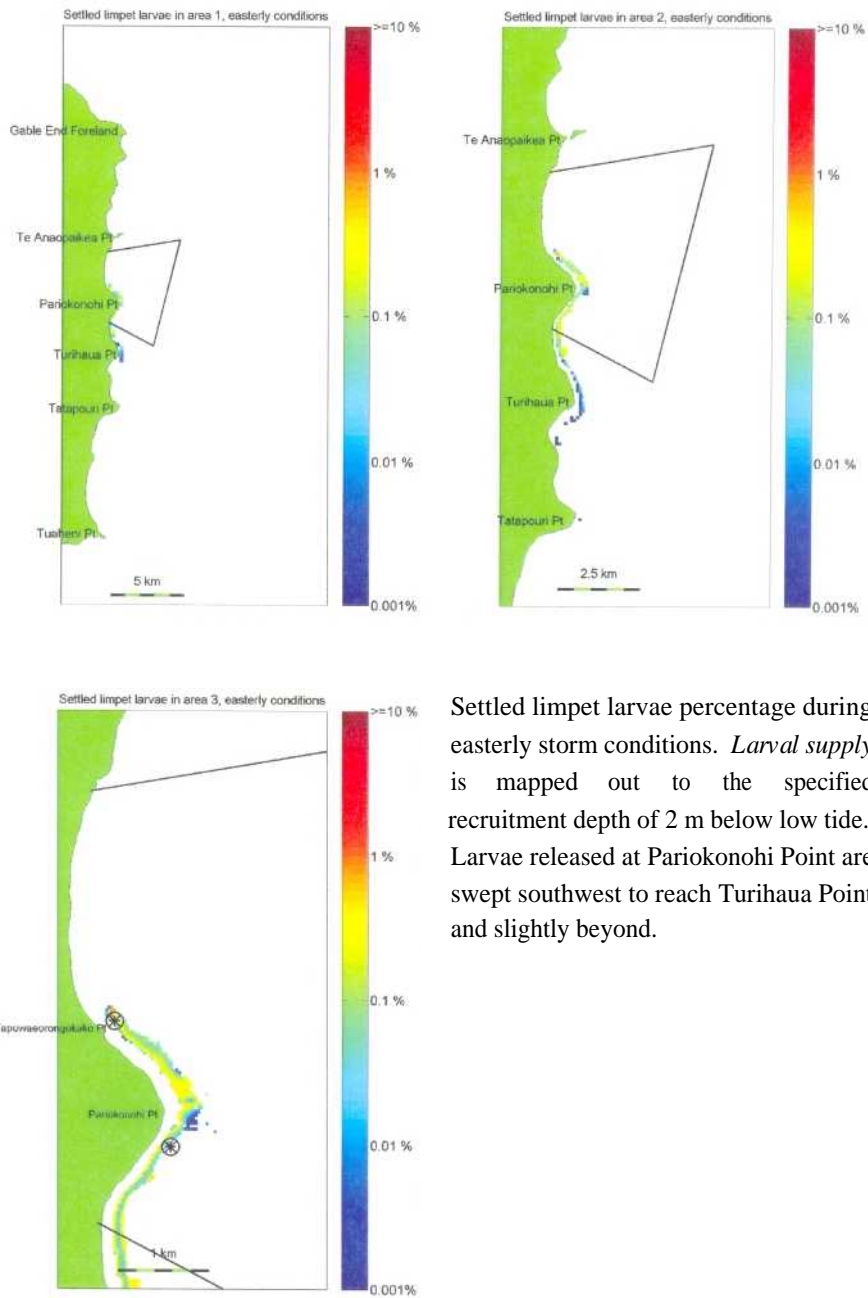 Settled limpet larvae in area 1, easterly conditions
>=10 %
Gable End Foreland
1 %
Te Anaopaikea Pt
Pariokonohi Pt
0.1 %
Turihaua Pt
Tatapouri Pt
0.01 %
Tuaheni Pt
5 km
0.001%
Settled limpet larvae in area 2, easterly conditions
>=10 %
Te Anaopaikea Pt
1 %
Pariokonohi Pt
0.1 %
Turihaua Pt
0.01 %
Tatapouri Pt
2.5 km
0.001%
Settled limpet larvae in area 3, easterly conditions
>=10 %
1 %
0.1 %
apuwaeorongokako Pt
Pariokonohi Pt
0.01 %
1 km
0.001%
Settled limpet larvae percentage during
easterly storm conditions. Larval supply
is mapped out to the specified
recruitment depth of 2 m below low tide.
Larvae released at Pariokonohi Point are
swept southwest to reach Turihaua Point
and slightly beyond.